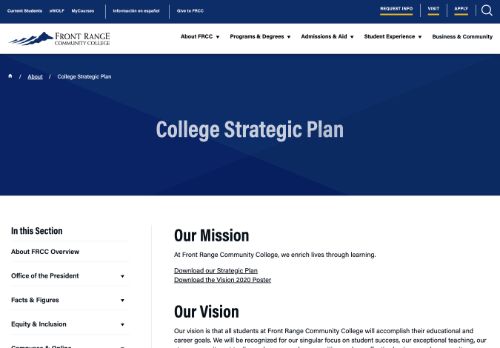 Current Students eWOLF MyCourses Información en español Give to FRCC REQUEST INFO VISIT APPLY
FRONT RANGE
COMMUNITY COLLEGE
About FRCC Programs & Degrees Admissions & Aid Student Experience Business & Community
/ About / College Strategic Plan
College Strategic Plan
In this Section
About FRCC Overview
Office of the President
Facts & Figures
Equity & Inclusion
Campuses & Online
Our Mission
At Front Range Community College, we enrich lives through learning.
Download our Strategic Plan
Download the Vision 2020 Poster
Our Vision
Our vision is that all students at Front Range Community College will accomplish their educational and
career goals. We will be recognized for our singular focus on student success, our exceptional teaching, our